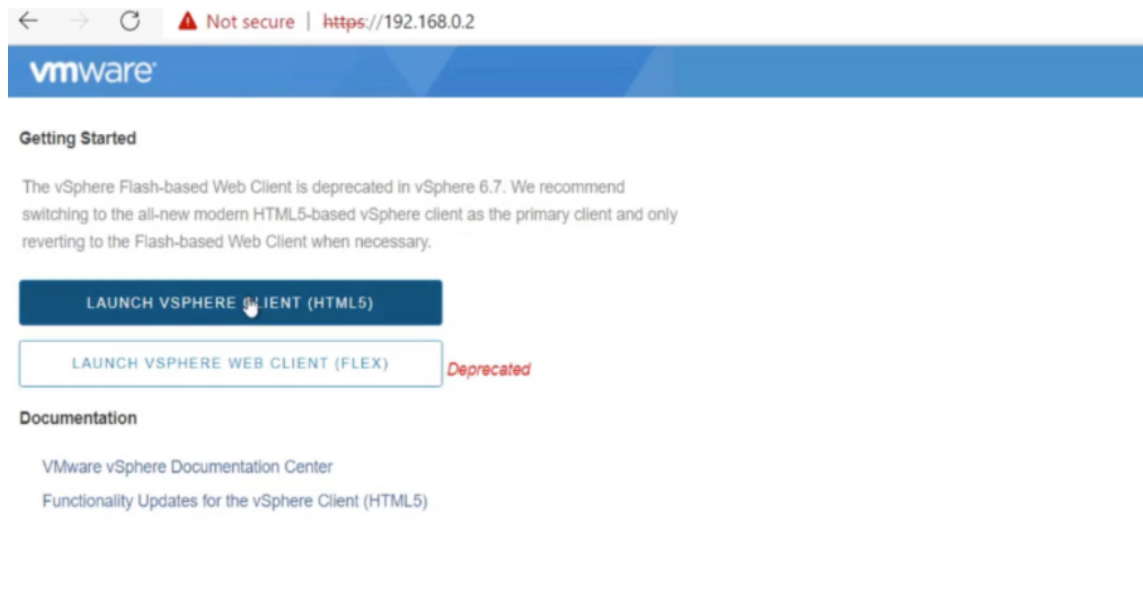 Not secure | https://192.168.0.2
vmware
Getting Started
The vSphere Flash-based Web Client is deprecated in vSphere 6.7. We recommend
switching to the all-new modern HTML5-based vSphere client as the primary client and only
reverting to the Flash-based Web Client when necessary.
LAUNCH VSPHERE CLIENT (HTML5)
LAUNCH VSPHERE WEB CLIENT (FLEX)
Deprecated
Documentation
VMware vSphere Documentation Center
Functionality Updates for the vSphere Client (HTML5)